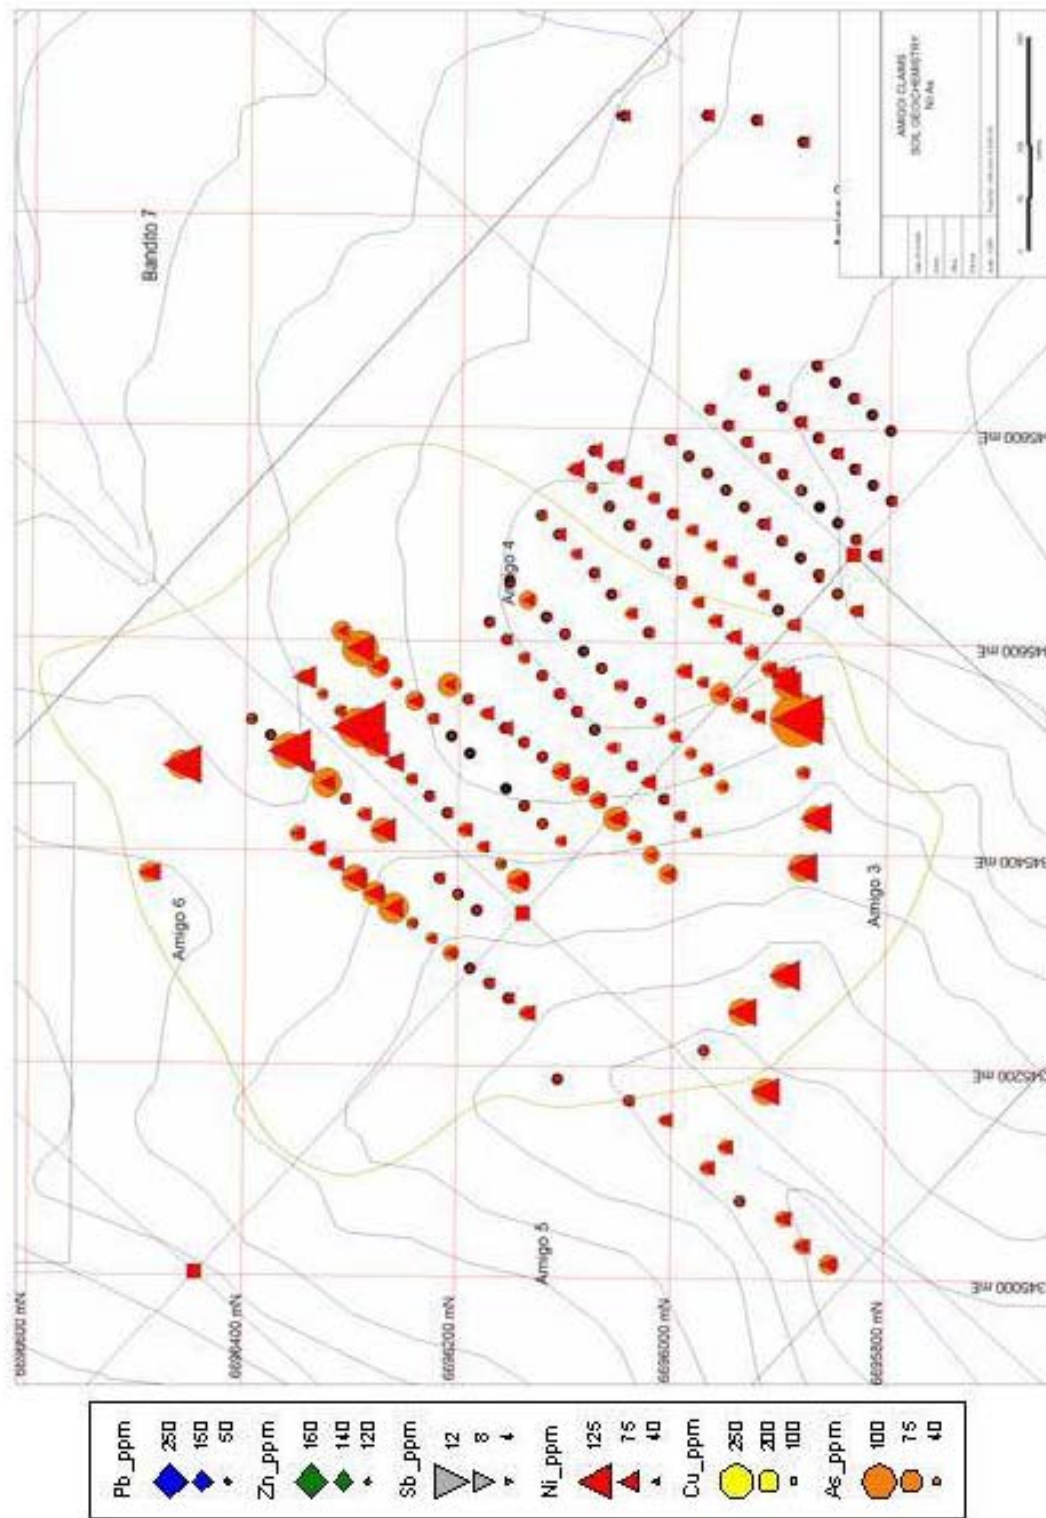 AMIGO CLAIMS
SOIL GEOCHEMISTRY
Ni As
Bandito 7
Amigo 4
Amigo 6
Amigo 3
Amigo 5
345800 mE
345600 mE
345400 mE
345200 mE
345000 mE
6696600 mN
6696400 mN
6696200 mN
6696000 mN
6695800 mN
Pb_ppm
250
150
50
Zn_ppm
160
140
120
Sb_ppm
12
8
4
Ni_ppm
125
75
40
Cu_ppm
250
200
100
As_ppm
100
75
40